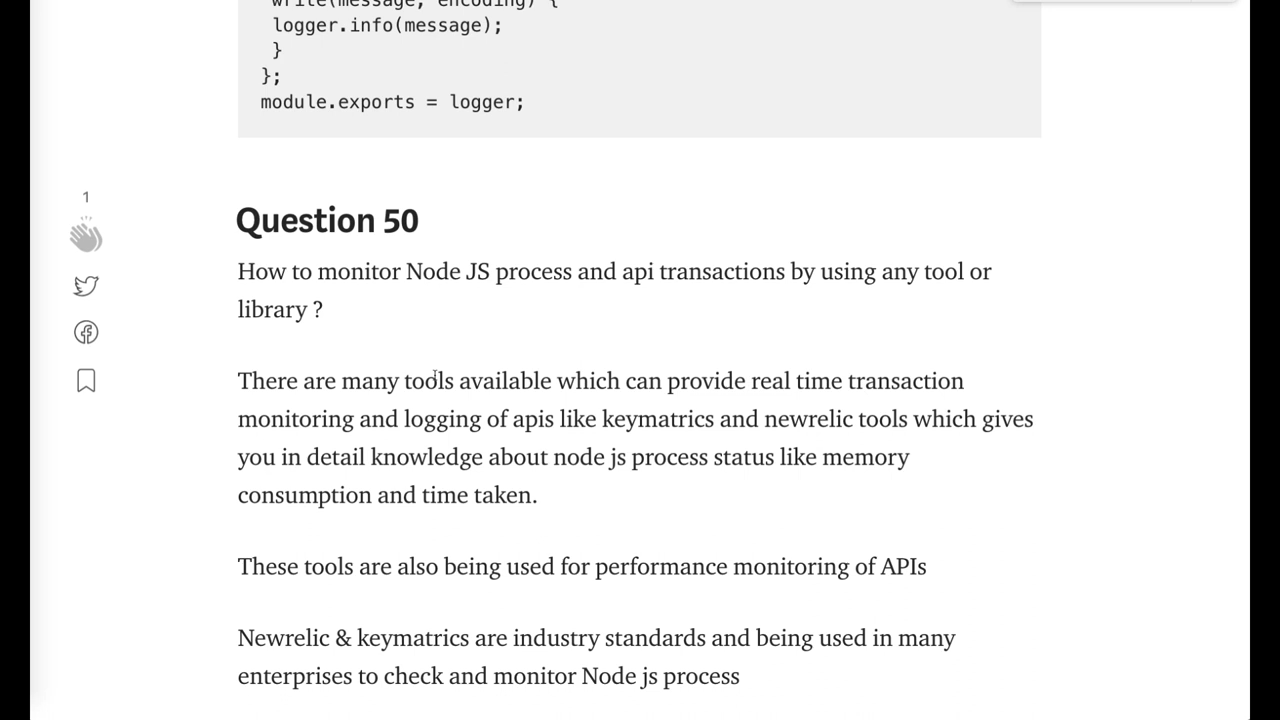 write(message, encoding) {
logger.info(message);
}
};
module.exports = logger;
1
Question 50
How to monitor Node JS process and api transactions by using any tool or
library ?
There are many tools available which can provide real time transaction
monitoring and logging of apis like keymatrics and newrelic tools which gives
you in detail knowledge about node js process status like memory
consumption and time taken.
These tools are also being used for performance monitoring of APIs
Newrelic & keymatrics are industry standards and being used in many
enterprises to check and monitor Node js process